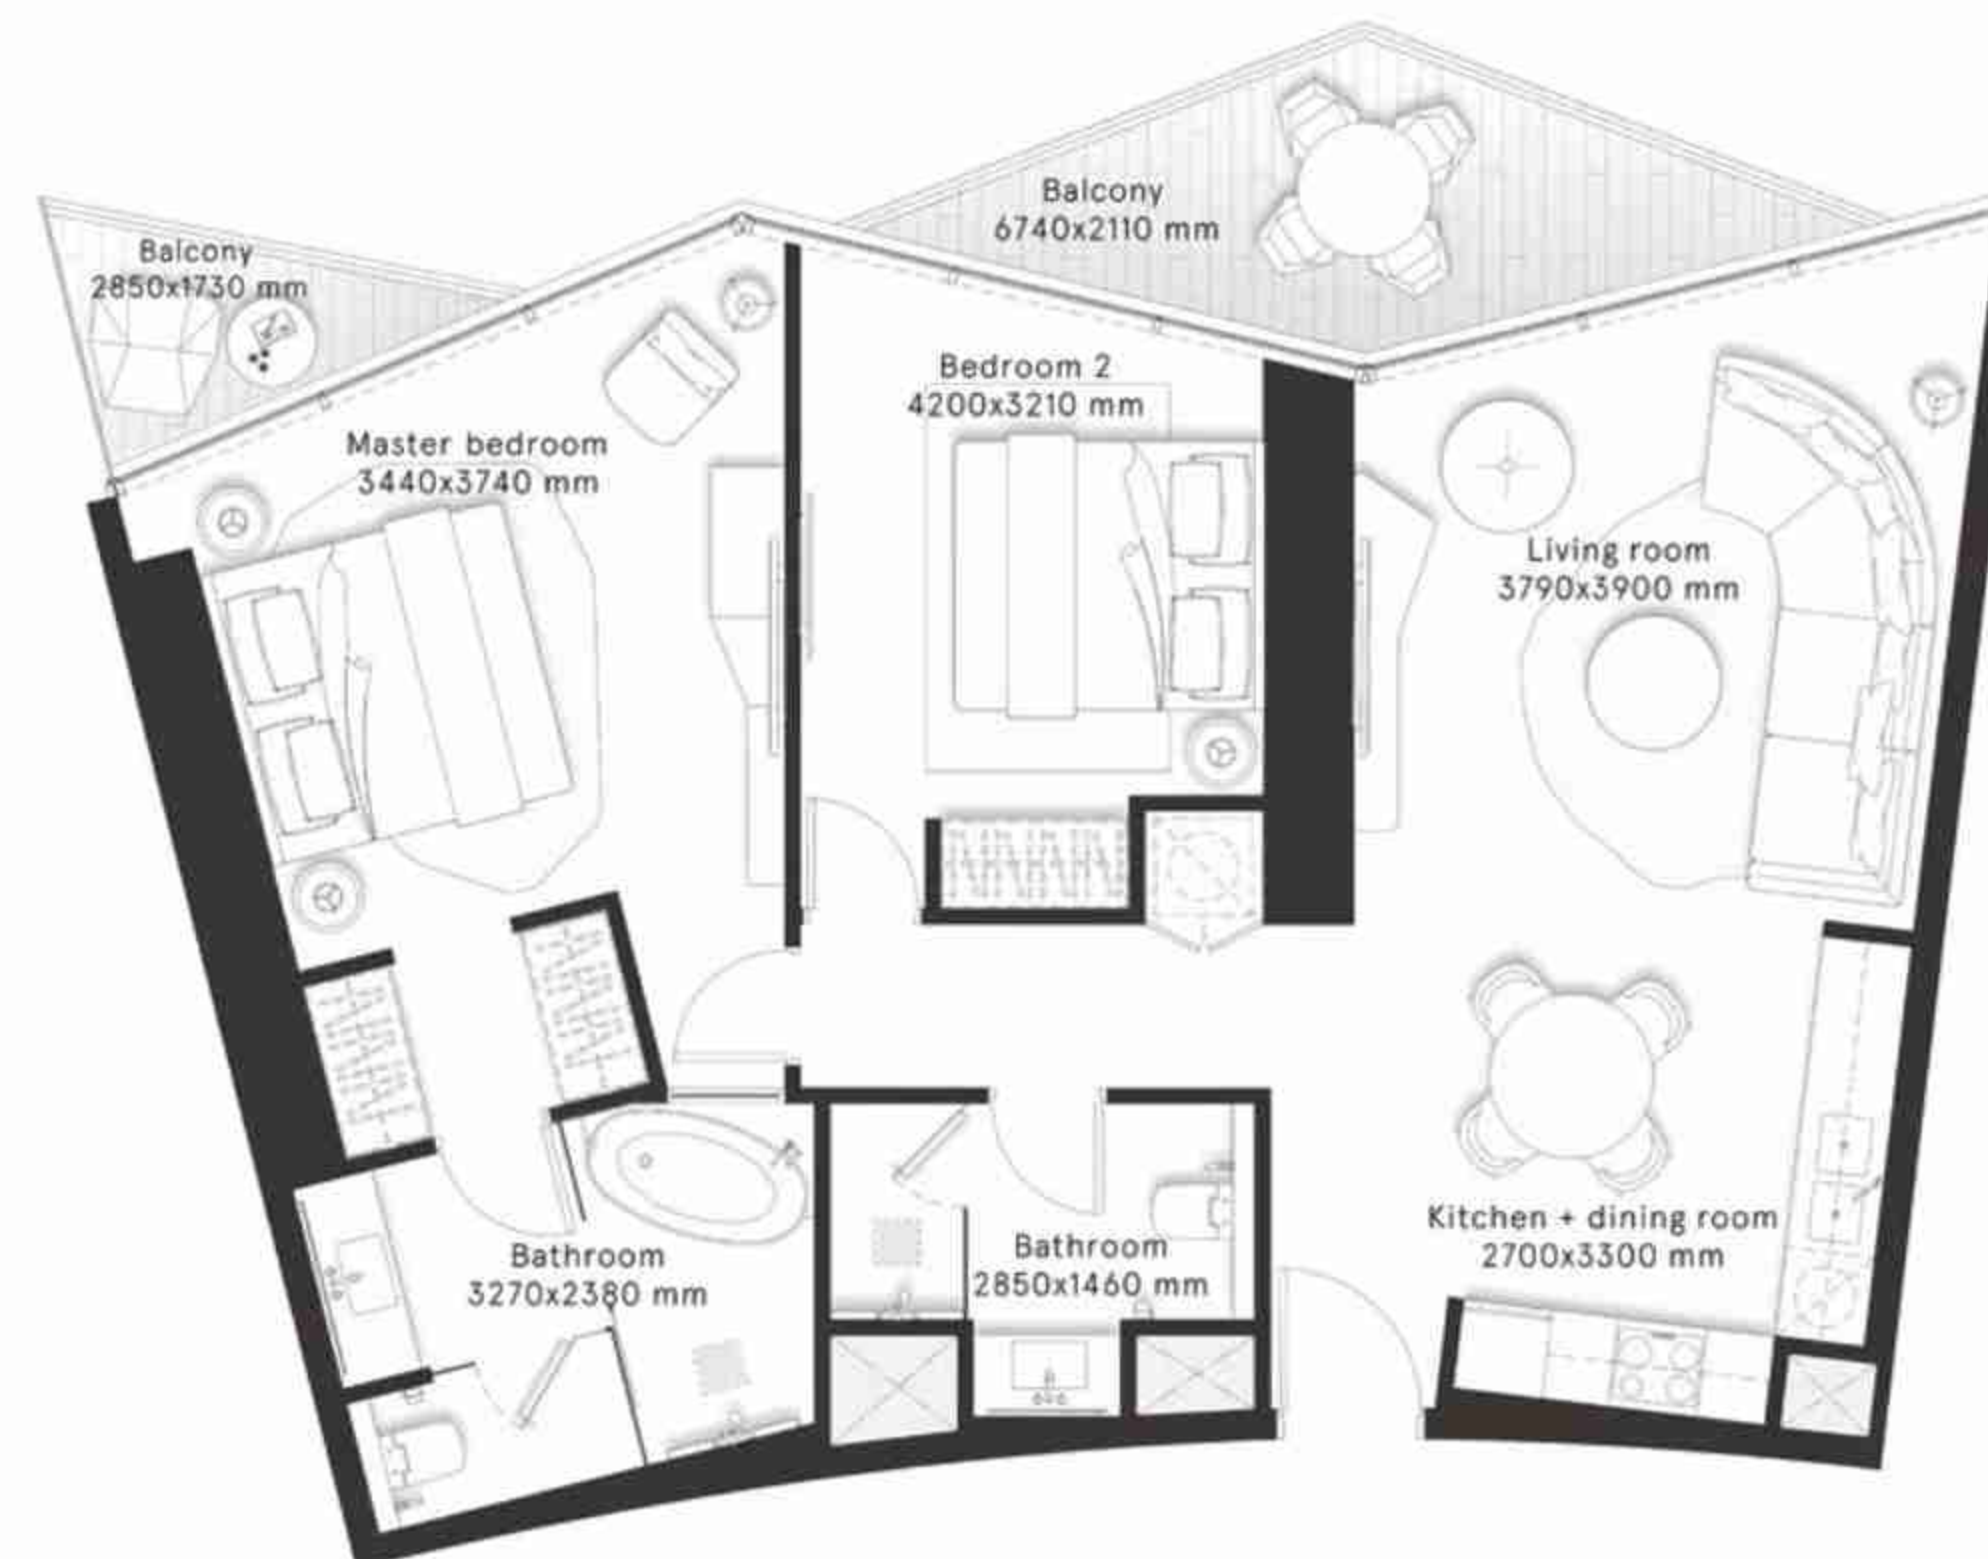 Balcony
6740x2110 mm
Balcony
2850x1730 mm
Bedroom 2
4200x3210 mm
Master bedroom
3440x3740 mm
Living room
3790x3900 mm
Kitchen + dining room
2700x3300 mm
Bathroom
3270x2380 mm
Bathroom
2850x1460 mm